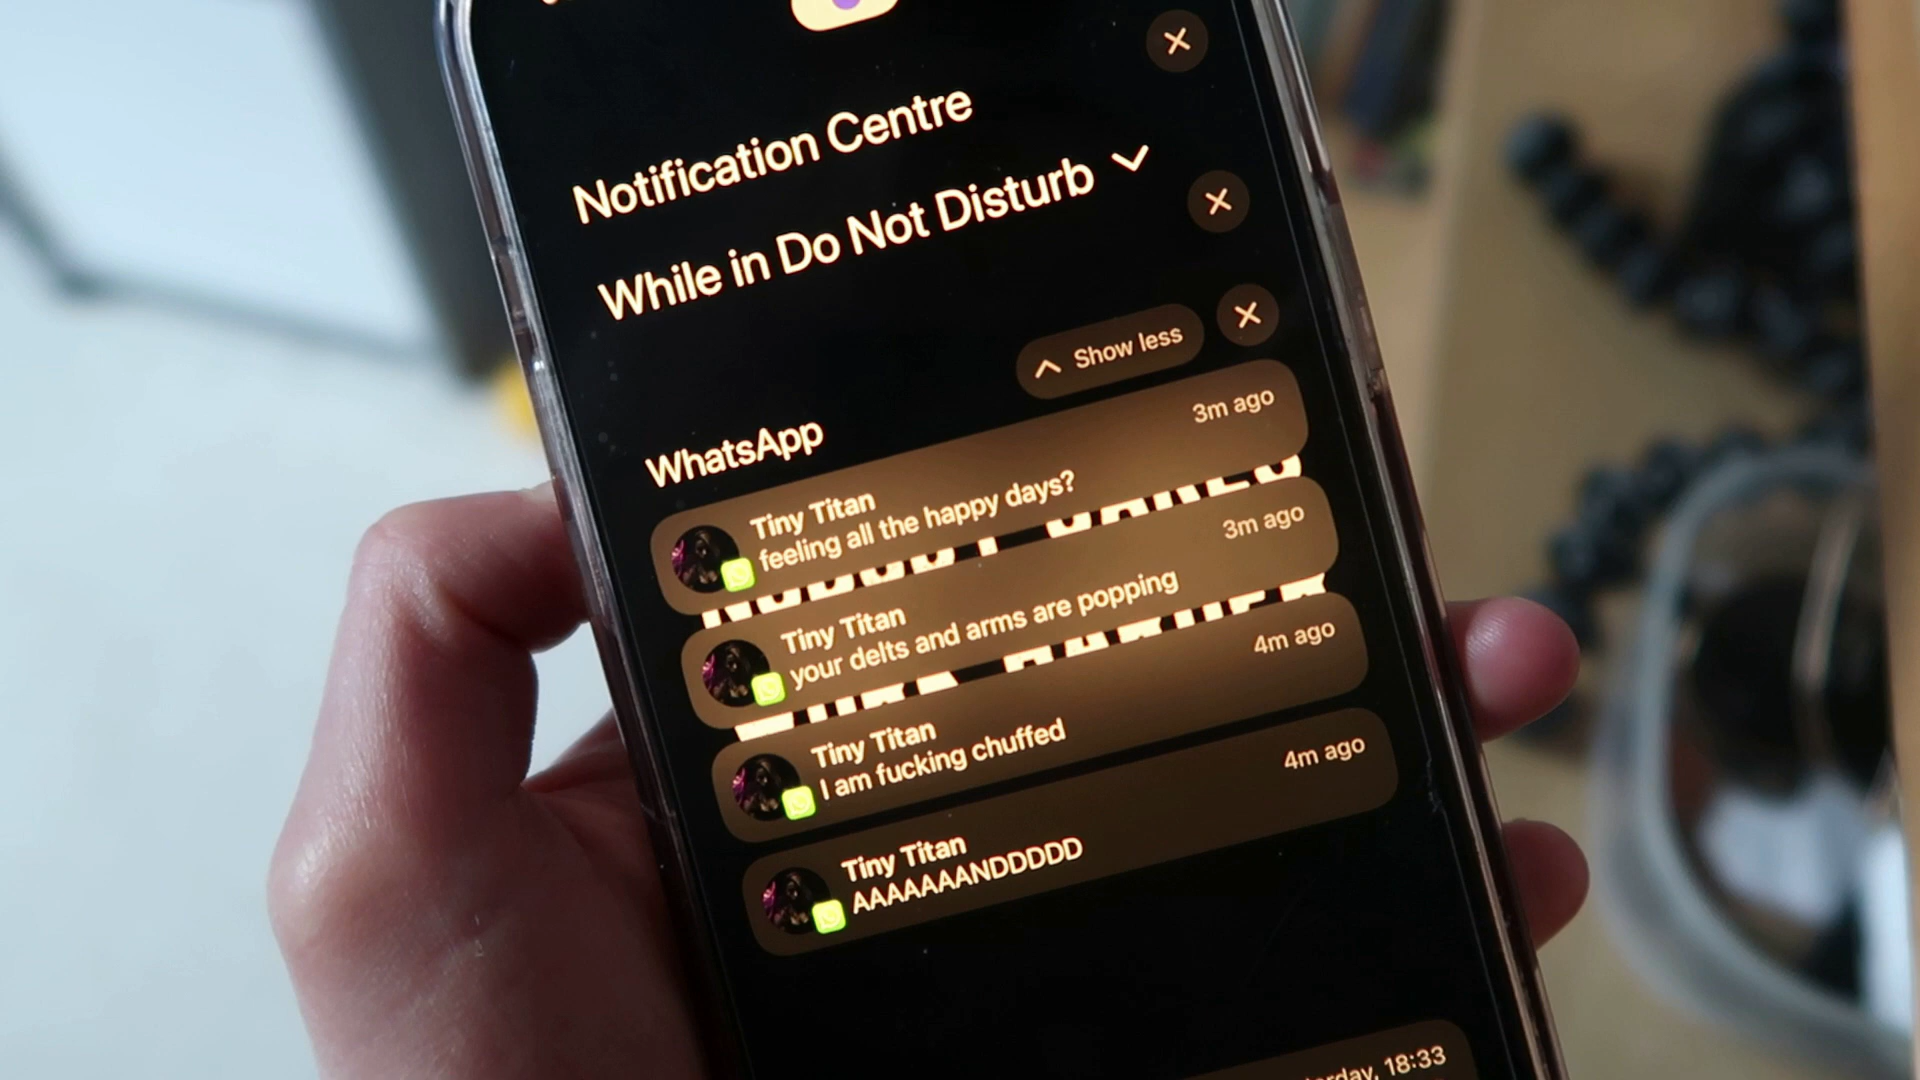 Notification Centre
While in Do Not Disturb
Show less
WhatsApp
3m ago
Tiny Titan
feeling all the happy days?
3m ago
Tiny Titan
your delts and arms are popping
4m ago
Tiny Titan
I am fucking chuffed
4m ago
Tiny Titan
AAAAAAANDDDDD
18:33